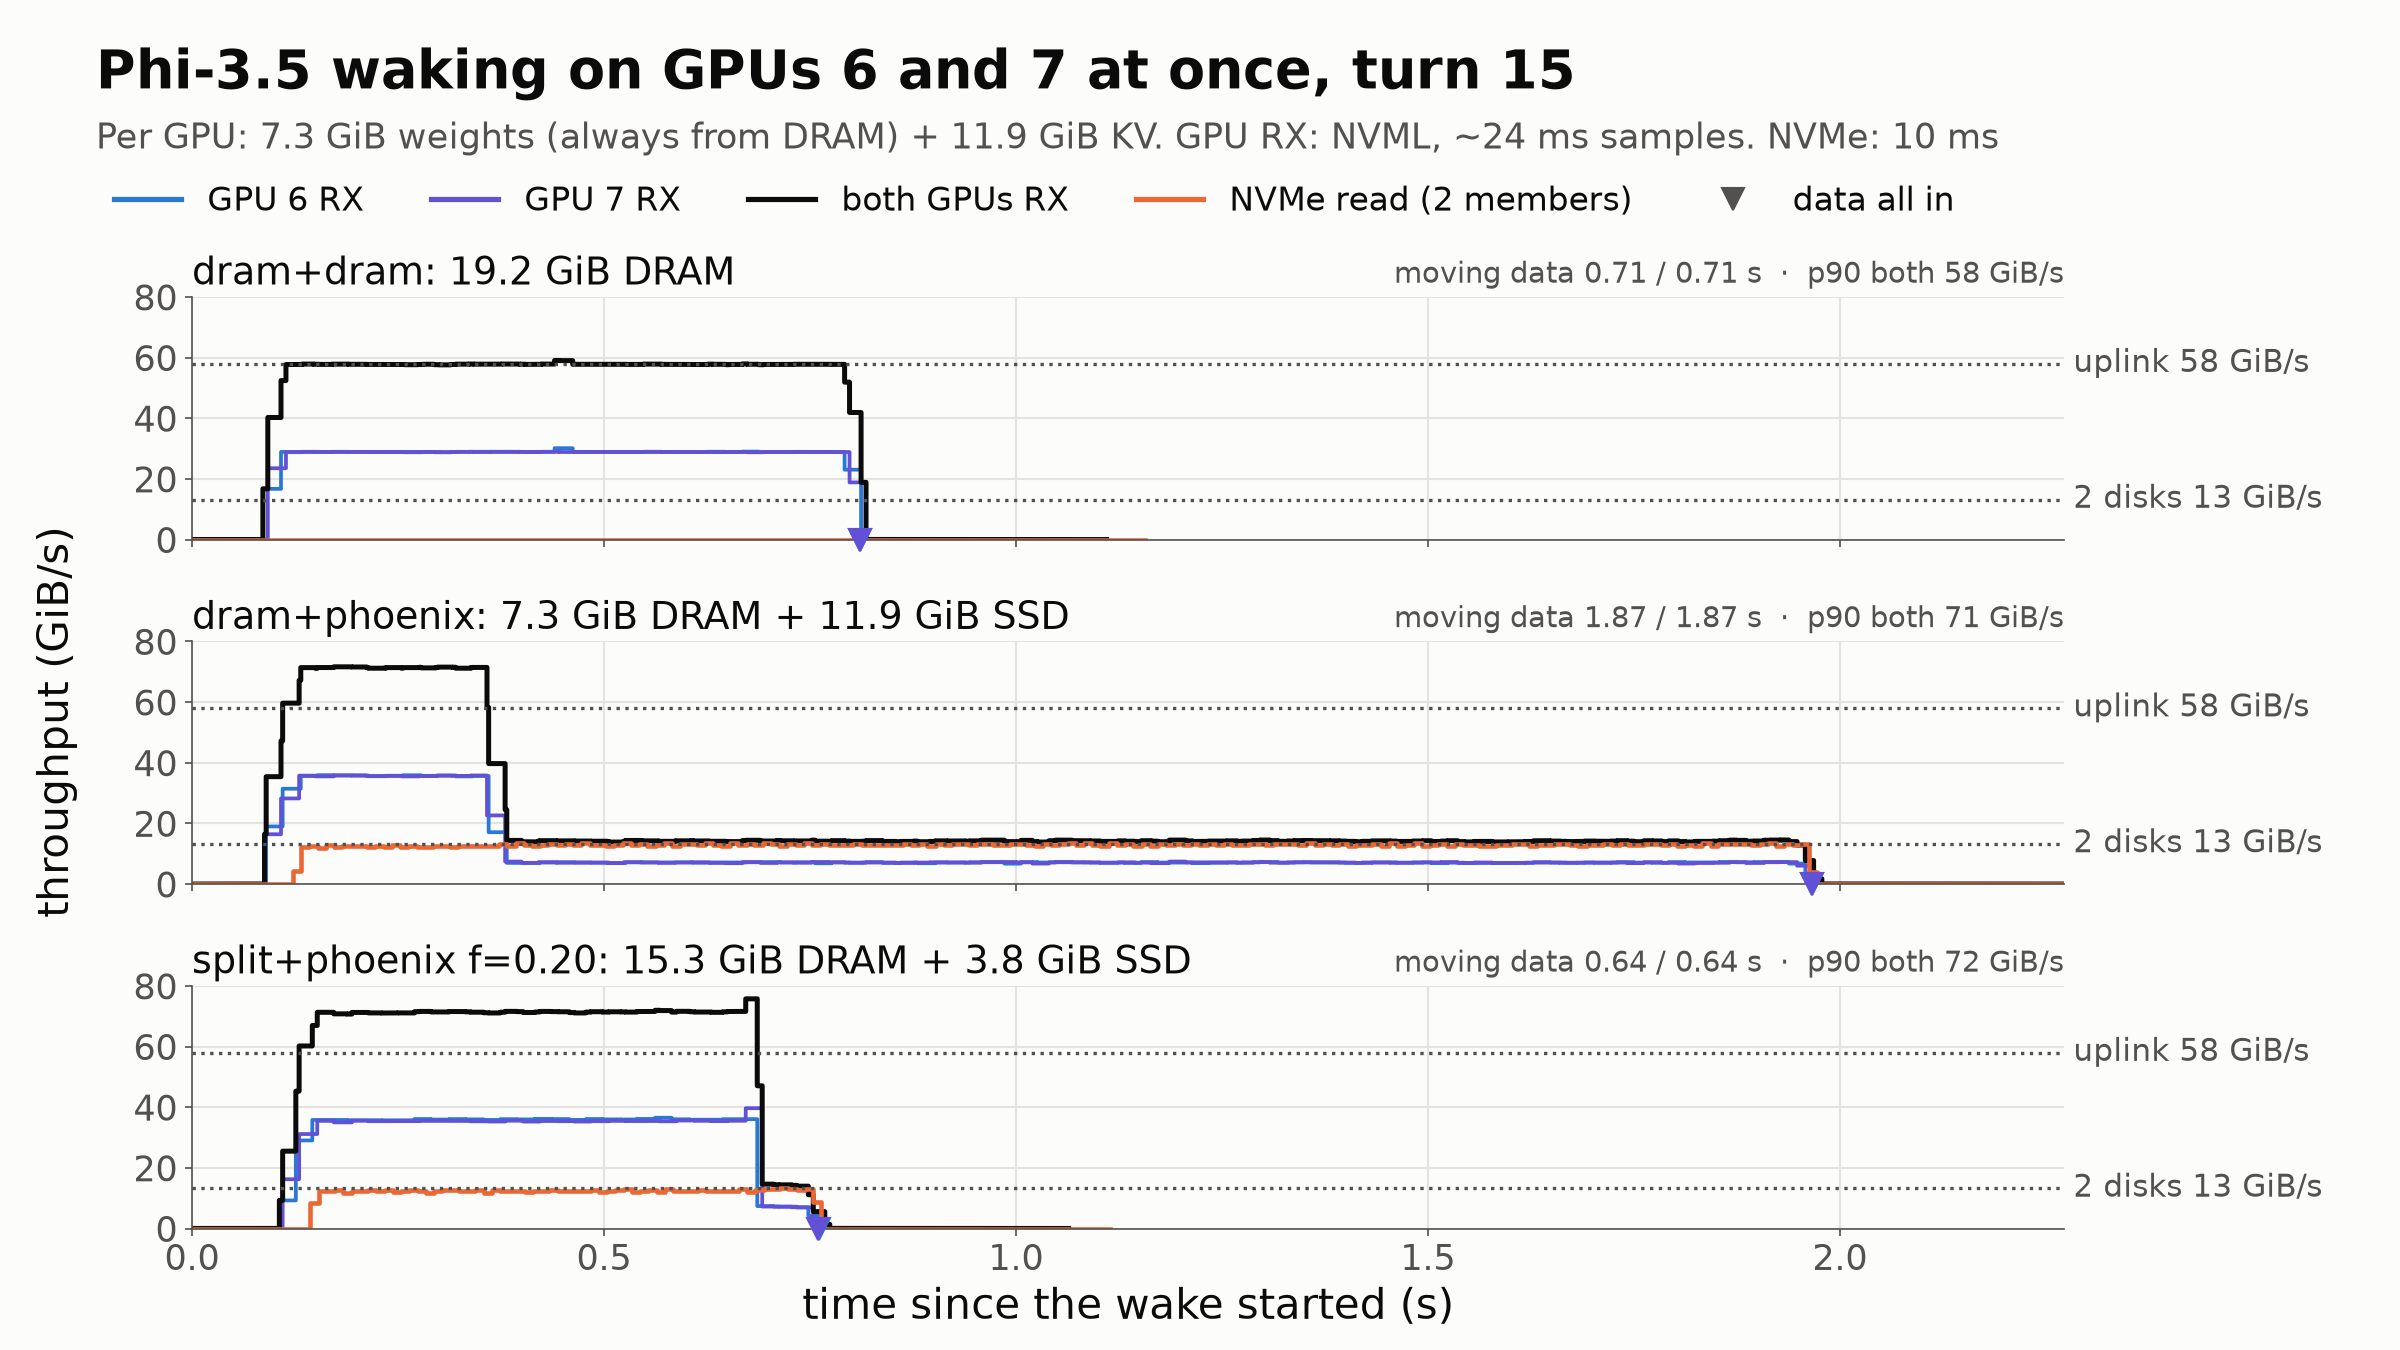 Phi-3.5 waking on GPUs 6 and 7 at once, turn 15
Per GPU: 7.3 GiB weights (always from DRAM) + 11.9 GiB KV. GPU RX: NVML, ~24 ms samples. NVMe: 10 ms
GPU 6 RX
GPU 7 RX
both GPUs RX
NVMe read (2 members)
data all in
throughput (GiB/s)
dram+dram: 19.2 GiB DRAM
moving data 0.71 / 0.71 s · p90 both 58 GiB/s
80
60
40
20
0
uplink 58 GiB/s
2 disks 13 GiB/s
dram+phoenix: 7.3 GiB DRAM + 11.9 GiB SSD
moving data 1.87 / 1.87 s · p90 both 71 GiB/s
80
60
40
20
0
uplink 58 GiB/s
2 disks 13 GiB/s
split+phoenix f=0.20: 15.3 GiB DRAM + 3.8 GiB SSD
moving data 0.64 / 0.64 s · p90 both 72 GiB/s
80
60
40
20
0
uplink 58 GiB/s
2 disks 13 GiB/s
0.0
0.5
1.0
1.5
2.0
time since the wake started (s)